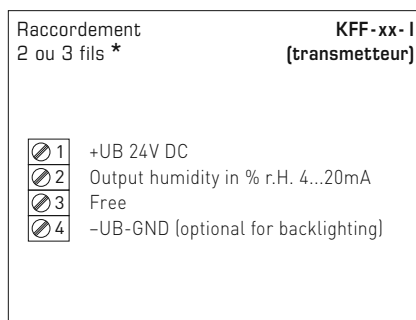 Raccordement
2 ou 3 fils *
KFF-xx-I
(transmetteur)
1 +UB 24V DC
2 Output humidity in % r.H. 4...20mA
3 Free
4 –UB-GND (optional for backlighting)